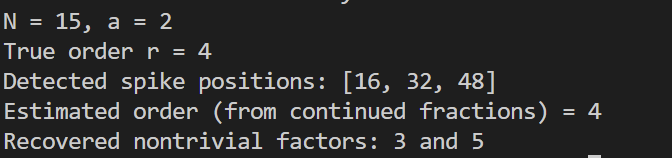 N = 15, a = 2
True order r = 4
Detected spike positions: [16, 32, 48]
Estimated order (from continued fractions) = 4
Recovered nontrivial factors: 3 and 5